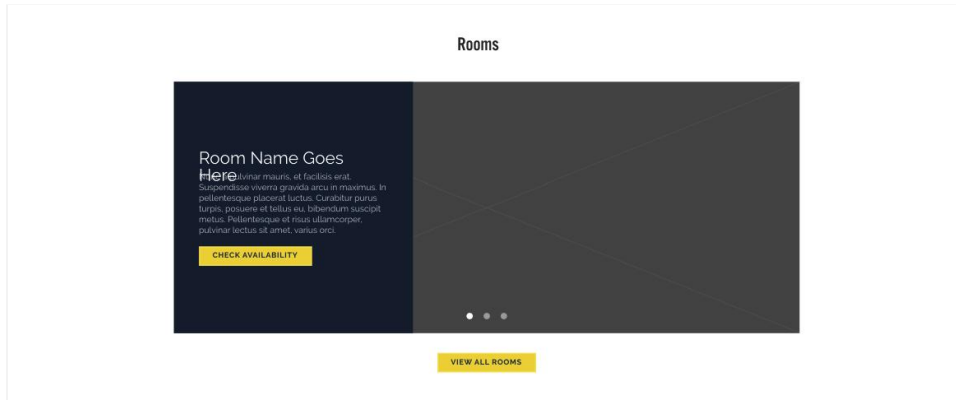 Rooms
Room Name Goes
Here
pulvinar mauris, et facilisis erat.
Suspendisse viverra gravida arcu in maximus. In
pellentesque placerat luctus. Curabitur purus
turpis, posuere et tellus eu, bibendum suscipit
metus. Pellentesque et risus ullamcorper,
pulvinar lectus sit amet, varius orci.
CHECK AVAILABILITY
VIEW ALL ROOMS